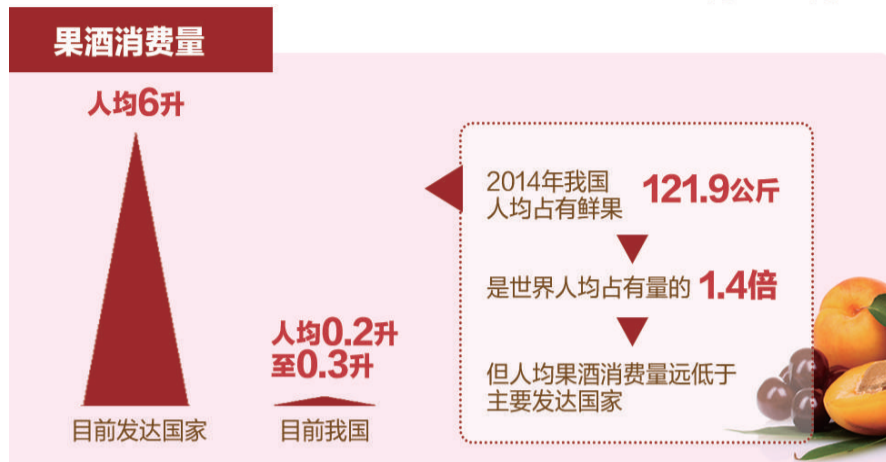 果酒消费量
人均6升
目前发达国家
人均0.2升
至0.3升
目前我国
2014年我国
人均占有鲜果
121.9公斤
是世界人均占有量的 1.4倍
但人均果酒消费量远低于
主要发达国家